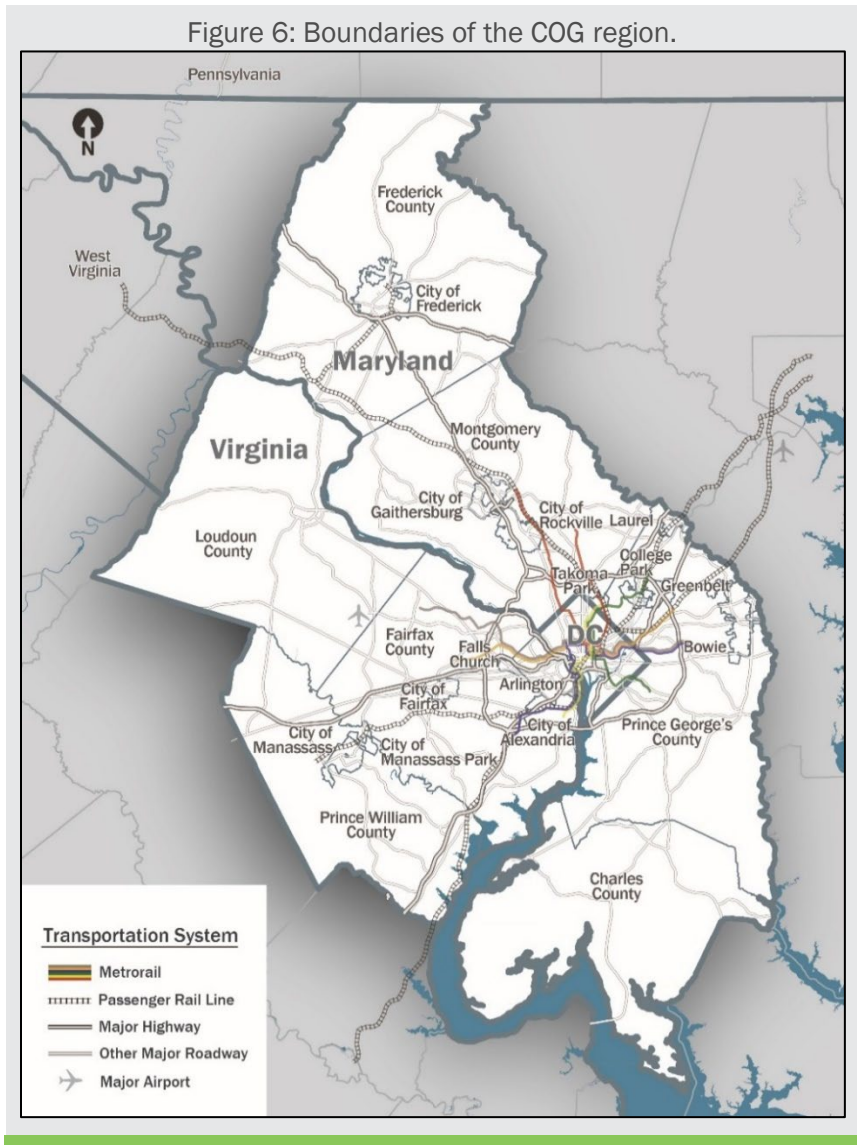 Figure 6: Boundaries of the COG region.
Pennsylvania
N
Frederick
County
West
Virginia
City of
Frederick
Maryland
Montgomery
County
Virginia
City of
Gaithersburg
City of
Rockville
Laurel
Loudoun
County
College
Park
Takoma
Park
Greenbelt
DC
Fairfax
County
Falls
Church
Bowie
Arlington
City of
Fairfax
City of
Alexandria
Prince George's
County
City of
Manassass
City of
Manassass Park
Prince William
County
Charles
County
Transportation System
Metrorail
Passenger Rail Line
Major Highway
Other Major Roadway
Major Airport